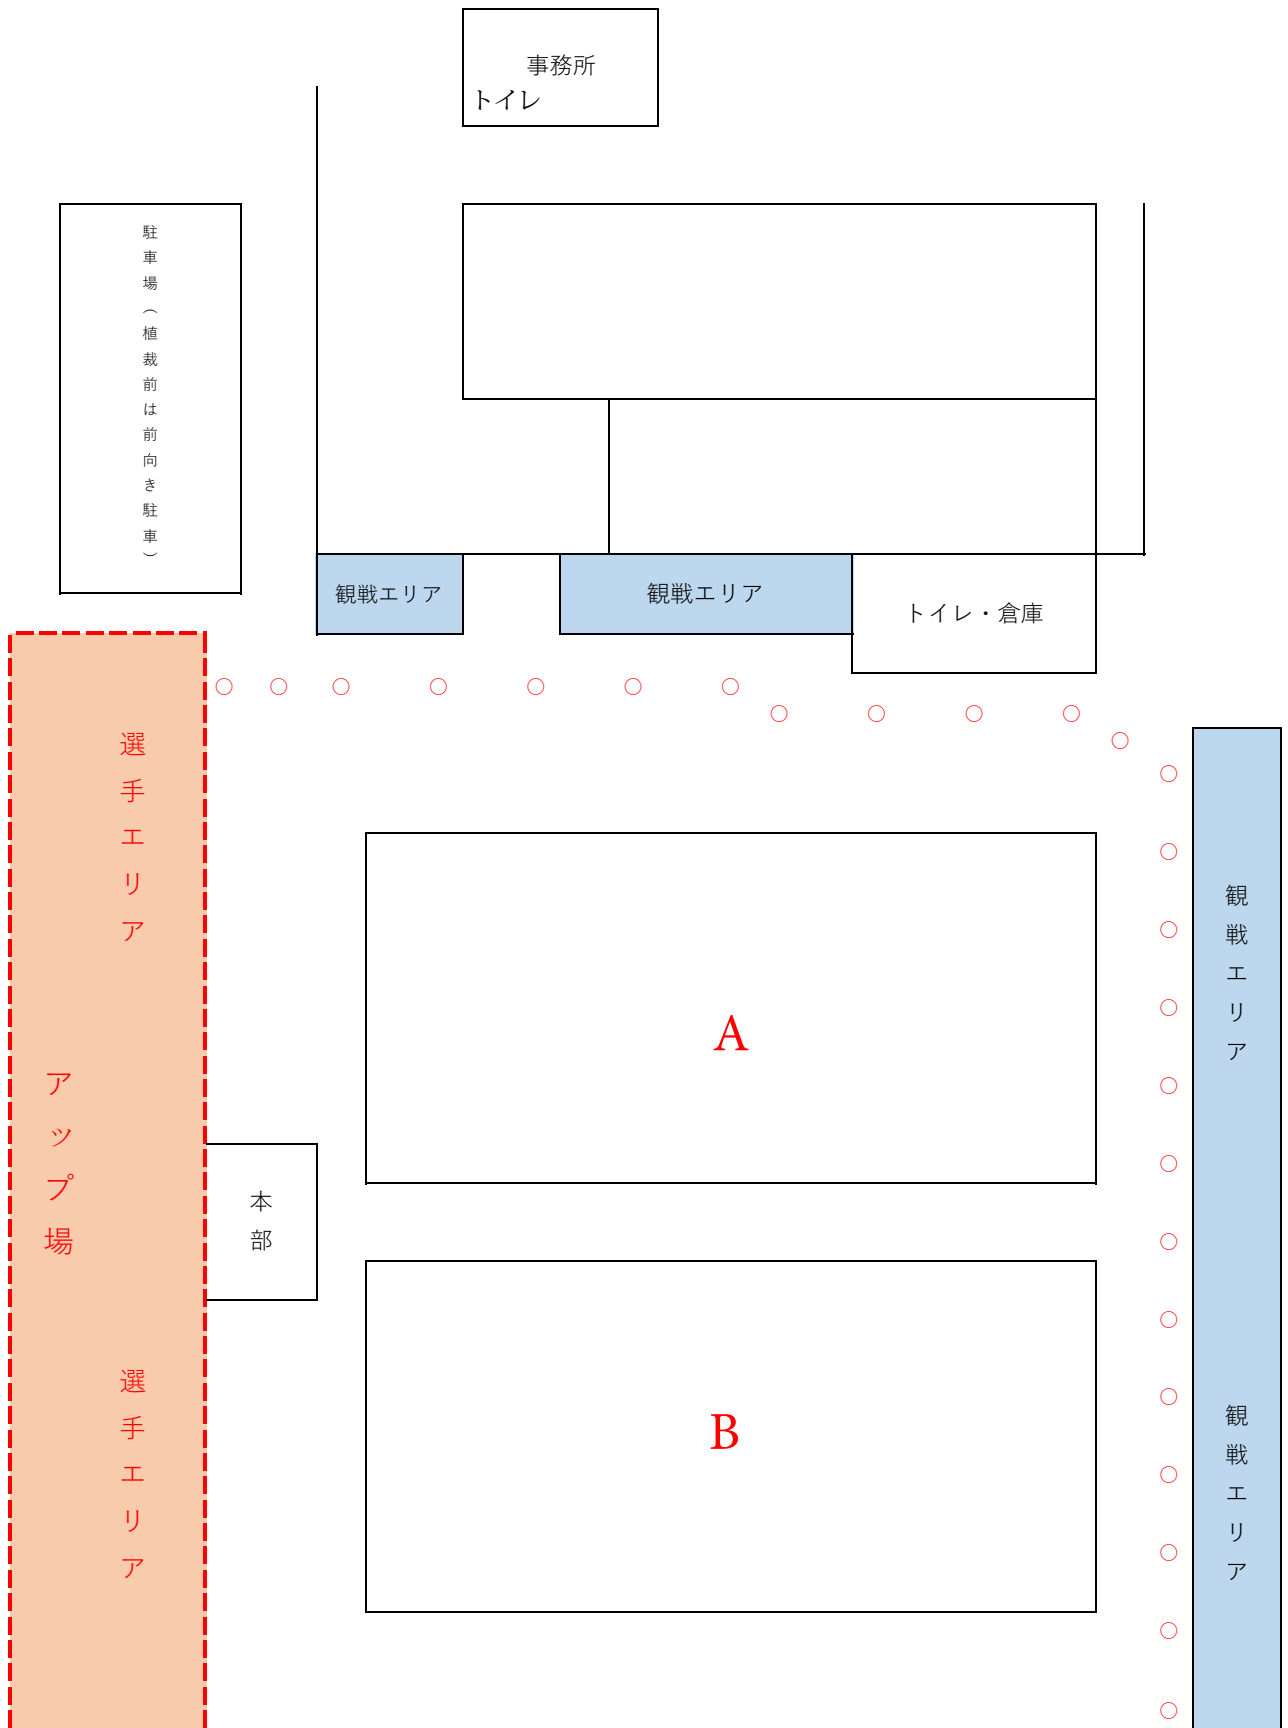 事務所
トイレ
駐車場（植裁前は前向き駐車）
観戦エリア
観戦エリア
トイレ・倉庫
○ ○ ○ ○ ○ ○ ○
○ ○ ○ ○
○
○
○
○
○
○
○
○
○
○
○
○
○
○
選手エリア
観戦エリア
A
アップ場
本部
選手エリア
B
観戦エリア